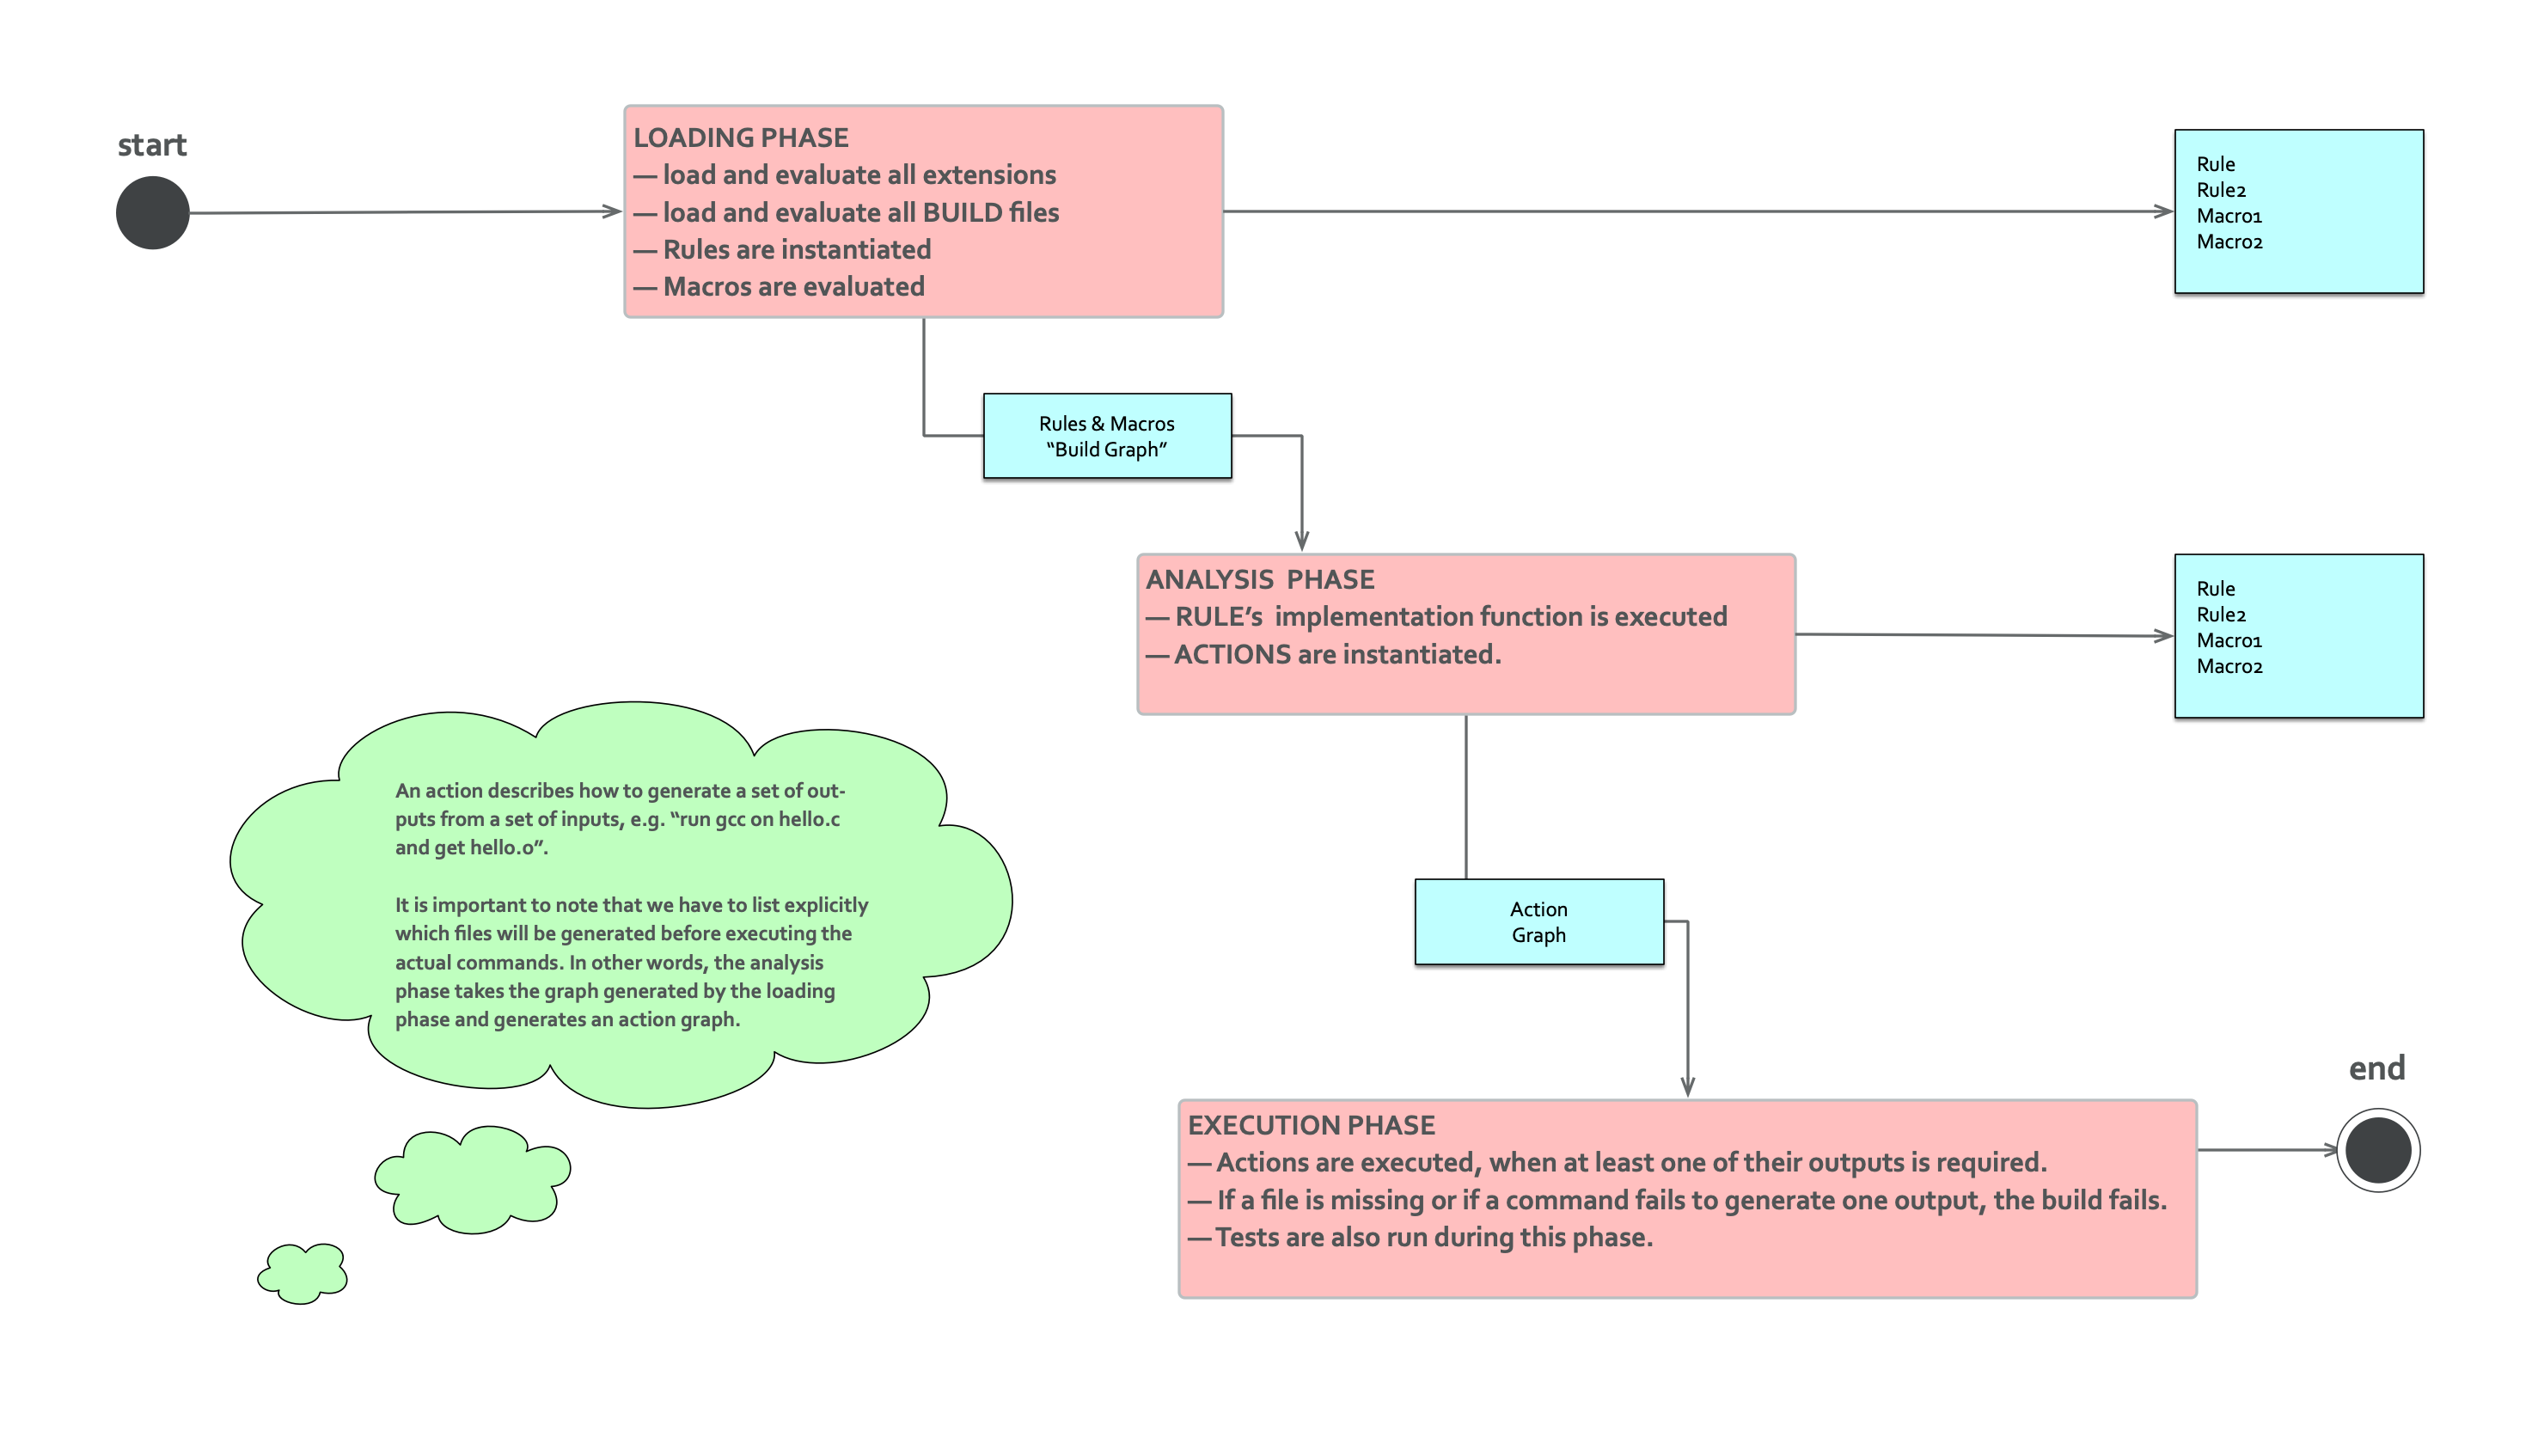 start
LOADING PHASE
— load and evaluate all extensions
— load and evaluate all BUILD files
— Rules are instantiated
— Macros are evaluated
Rule
Rule2
Macro1
Macro2
Rules & Macros
“Build Graph”
ANALYSIS  PHASE
— RULE’s  implementation function is executed
— ACTIONS are instantiated.
Rule
Rule2
Macro1
Macro2
An action describes how to generate a set of out-
puts from a set of inputs, e.g. “run gcc on hello.c
and get hello.o”.
It is important to note that we have to list explicitly
which files will be generated before executing the
actual commands. In other words, the analysis
phase takes the graph generated by the loading
phase and generates an action graph.
Action
Graph
EXECUTION PHASE
— Actions are executed, when at least one of their outputs is required.
— If a file is missing or if a command fails to generate one output, the build fails.
— Tests are also run during this phase.
end